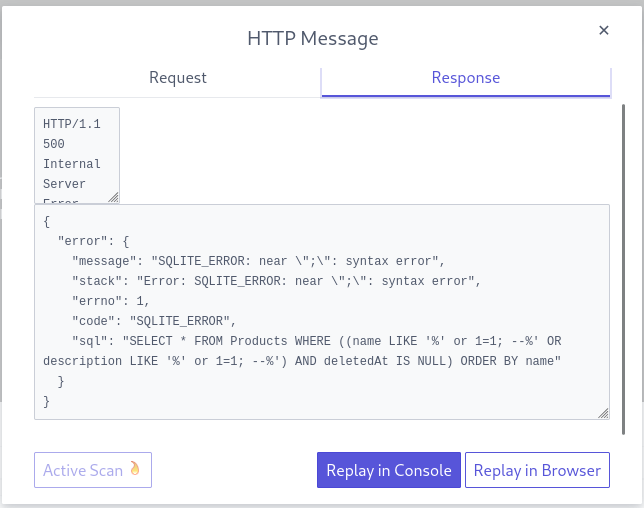 HTTP Message
×
Request
Response
HTTP/1.1
500
Internal
Server
Error
{
"error": {
"message": "SQLITE_ERROR: near \";\": syntax error",
"stack": "Error: SQLITE_ERROR: near \";\": syntax error",
"errno": 1,
"code": "SQLITE_ERROR",
"sql": "SELECT * FROM Products WHERE ((name LIKE '%' or 1=1; --%' OR
description LIKE '%' or 1=1; --%') AND deletedAt IS NULL) ORDER BY name"
}
}
Active Scan 🔥
Replay in Console
Replay in Browser